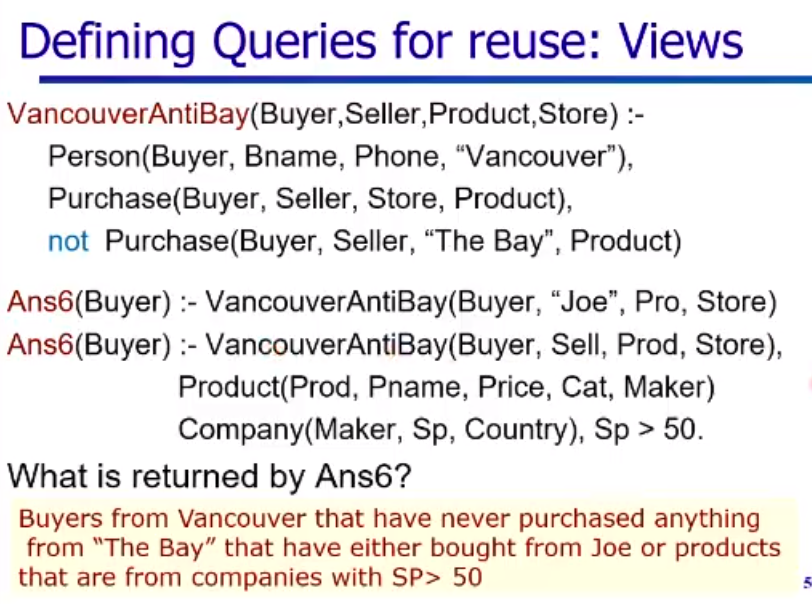 Defining Queries for reuse: Views
VancouverAntiBay(Buyer,Seller,Product,Store) :-
Person(Buyer, Bname, Phone, “Vancouver”),
Purchase(Buyer, Seller, Store, Product),
not Purchase(Buyer, Seller, “The Bay”, Product)
Ans6(Buyer) :- VancouverAntiBay(Buyer, “Joe”, Pro, Store)
Ans6(Buyer) :- VancouverAntiBay(Buyer, Sell, Prod, Store),
Product(Prod, Pname, Price, Cat, Maker)
Company(Maker, Sp, Country), Sp > 50.
What is returned by Ans6?
Buyers from Vancouver that have never purchased anything
from “The Bay” that have either bought from Joe or products
that are from companies with SP> 50
5